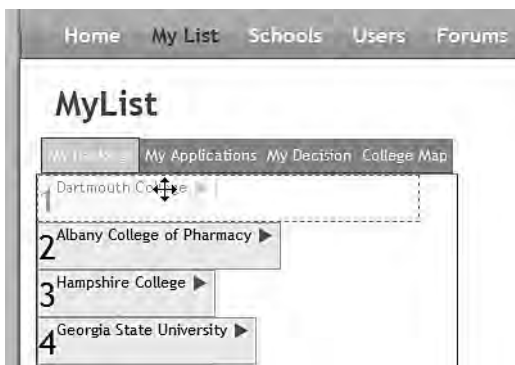 Home My List Schools Users Forums
MyList
My Applications My Decision College Map
1 Dartmouth College
2 Albany College of Pharmacy
3 Hampshire College
4 Georgia State University